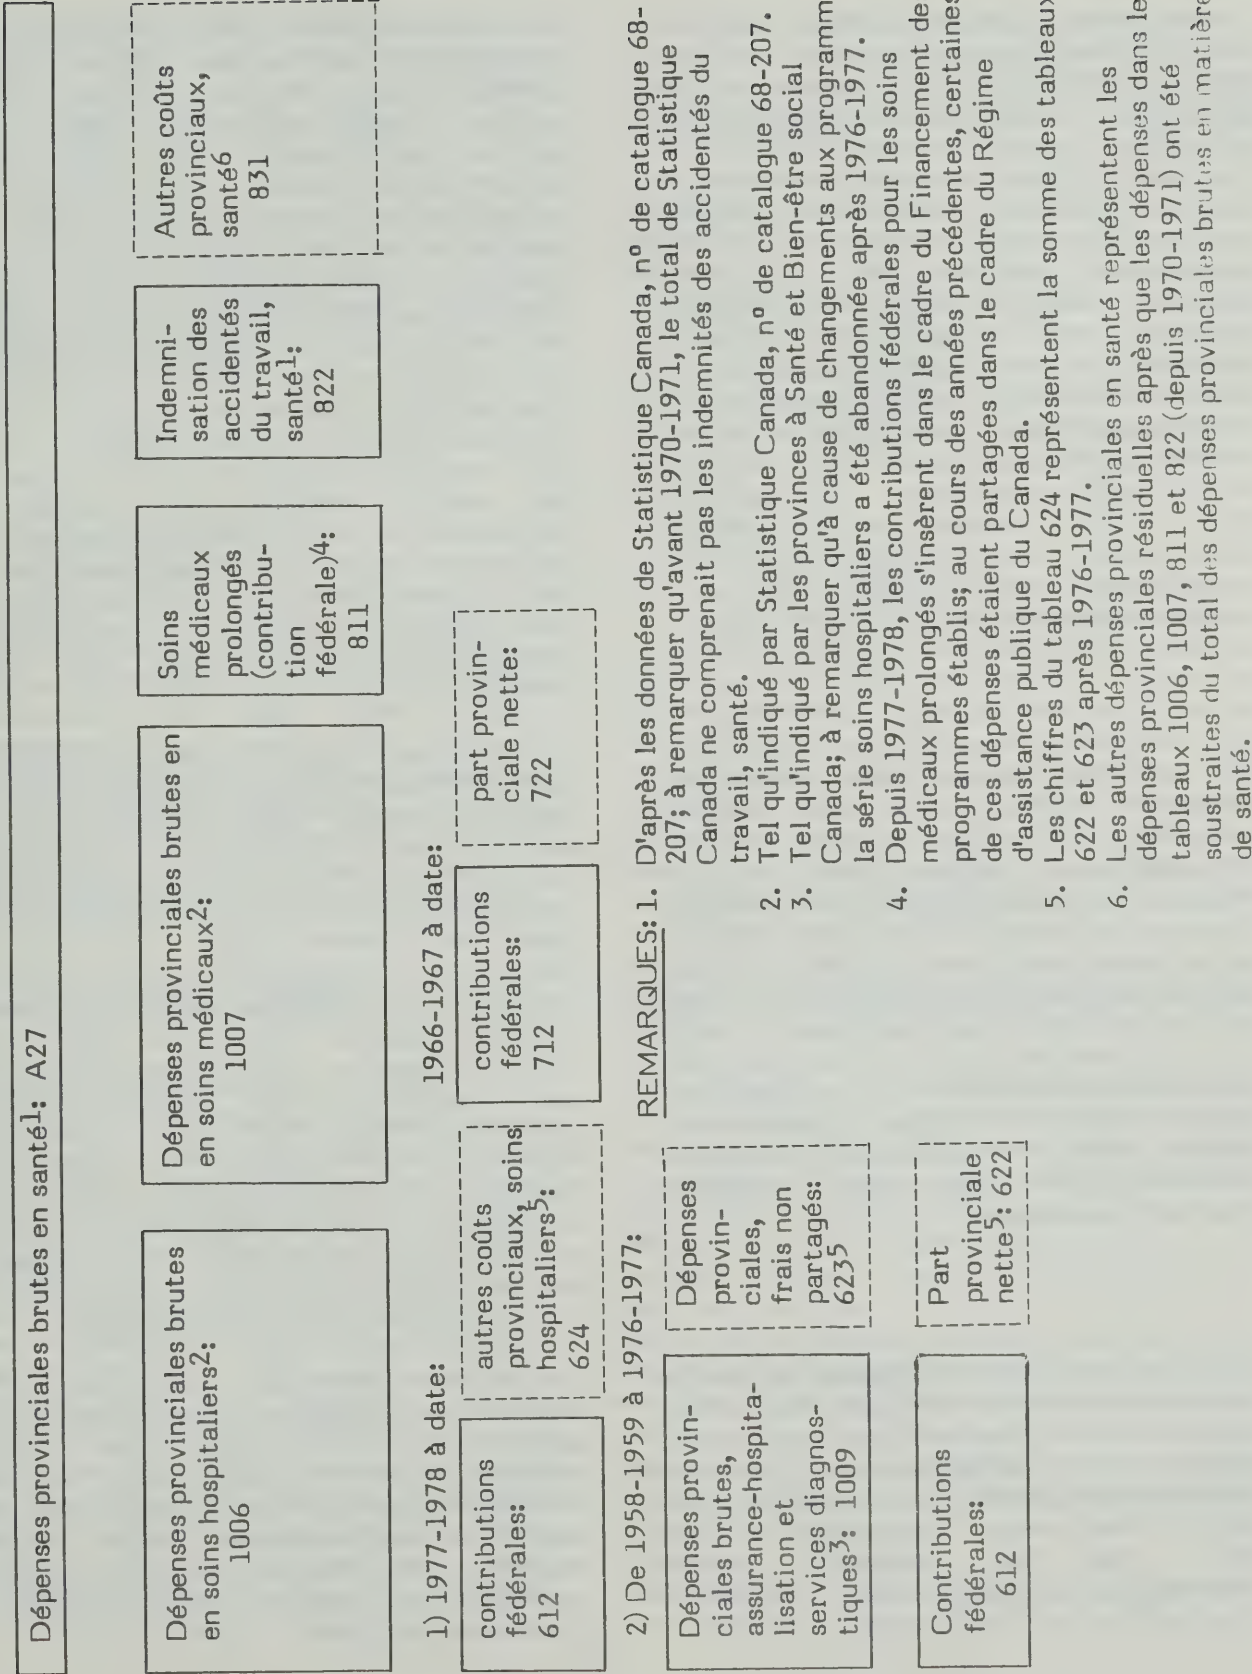 Dépenses provinciales brutes en santé1: A27
Dépenses provinciales brutes
en soins hospitaliers2:
1006
Dépenses provinciales brutes en
en soins médicaux2:
1007
Soins
médicaux
prolongés
(contribu-
tion
fédérale)4:
811
Indemni-
sation des
accidentés
du travail,
santé1:
822
Autres coûts
provinciaux,
santé6
831
1) 1977-1978 à date:
contributions
fédérales:
612
autres coûts
provinciaux, soins
hospitaliers5:
624
1966-1967 à date:
contributions
fédérales:
712
part provin-
ciale nette:
722
2) De 1958-1959 à 1976-1977:
Dépenses provin-
ciales brutes,
assurance-hospita-
lisation et
services diagnos-
tiques3: 1009
Dépenses
provin-
ciales,
frais non
partagés:
6235
Contributions
fédérales:
612
Part
provinciale
nette5: 622
REMARQUES: 1. D'après les données de Statistique Canada, nº de catalogue 68-
207; à remarquer qu'avant 1970-1971, le total de Statistique
Canada ne comprenait pas les indemnités des accidentés du
travail, santé.
2. Tel qu'indiqué par Statistique Canada, nº de catalogue 68-207.
3. Tel qu'indiqué par les provinces à Santé et Bien-être social
Canada; à remarquer qu'à cause de changements aux programm
la série soins hospitaliers a été abandonnée après 1976-1977.
4. Depuis 1977-1978, les contributions fédérales pour les soins
médicaux prolongés s'insèrent dans le cadre du Financement de
programmes établis; au cours des années précédentes, certaines
de ces dépenses étaient partagées dans le cadre du Régime
d'assistance publique du Canada.
5. Les chiffres du tableau 624 représentent la somme des tableaux
622 et 623 après 1976-1977.
6. Les autres dépenses provinciales en santé représentent les
dépenses provinciales résiduelles après que les dépenses dans le
tableaux 1006, 1007, 811 et 822 (depuis 1970-1971) ont été
soustraites du total des dépenses provinciales brutes en matière
de santé.